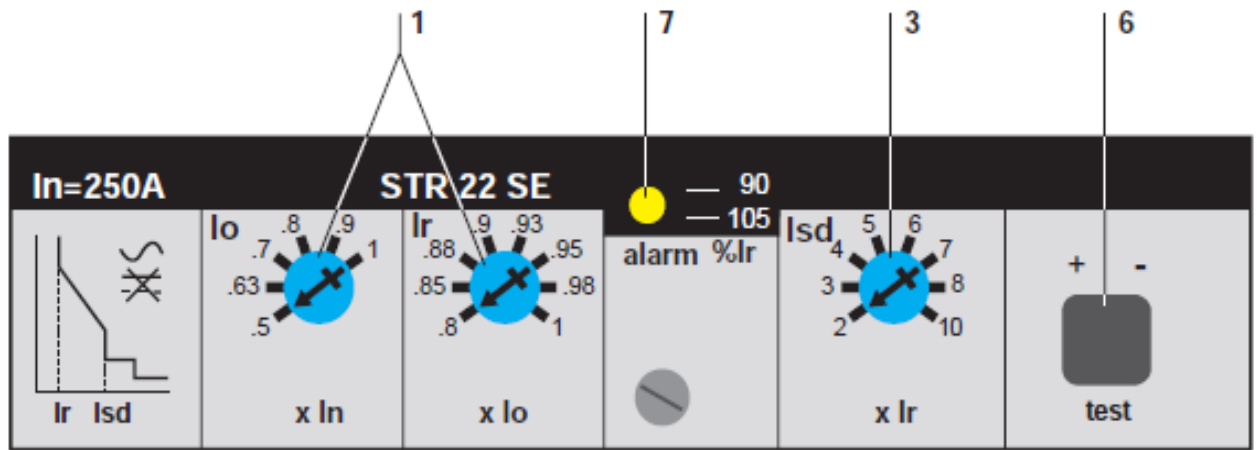 1 7 3 6
In=250A STR 22 SE 90
105
Io .5 .63 .7 .8 .9 1
Ir .8 .85 .88 .9 .93 .95 .98 1
alarm %Ir
Isd 2 3 4 5 6 7 8 10
+ -
Ir Isd
x In
x Io
x Ir
test